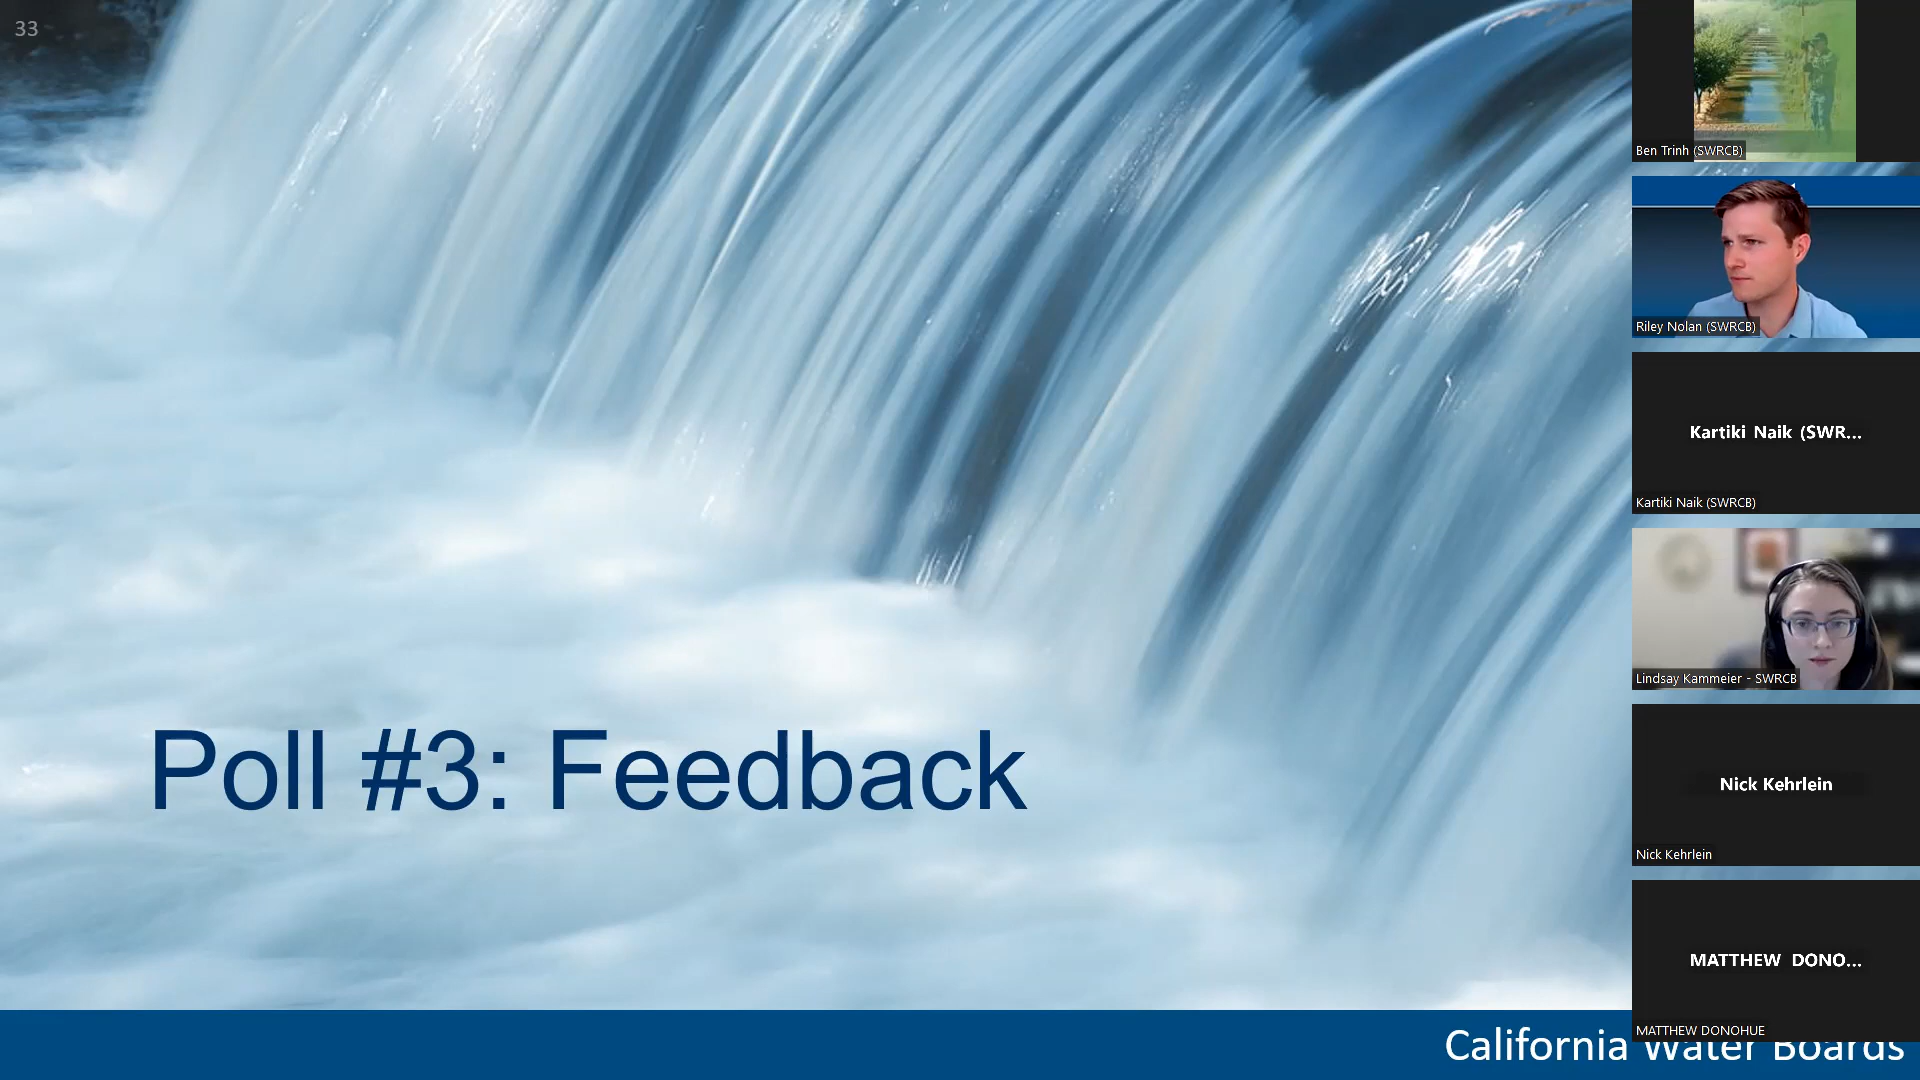 33
Poll #3: Feedback
California Water Boards
Ben Trinh (SWRCB)
Riley Nolan (SWRCB)
Kartiki Naik (SWR...
Kartiki Naik (SWRCB)
Lindsay Kammeier - SWRCB
Nick Kehrlein
Nick Kehrlein
MATTHEW DONO...
MATTHEW DONOHUE